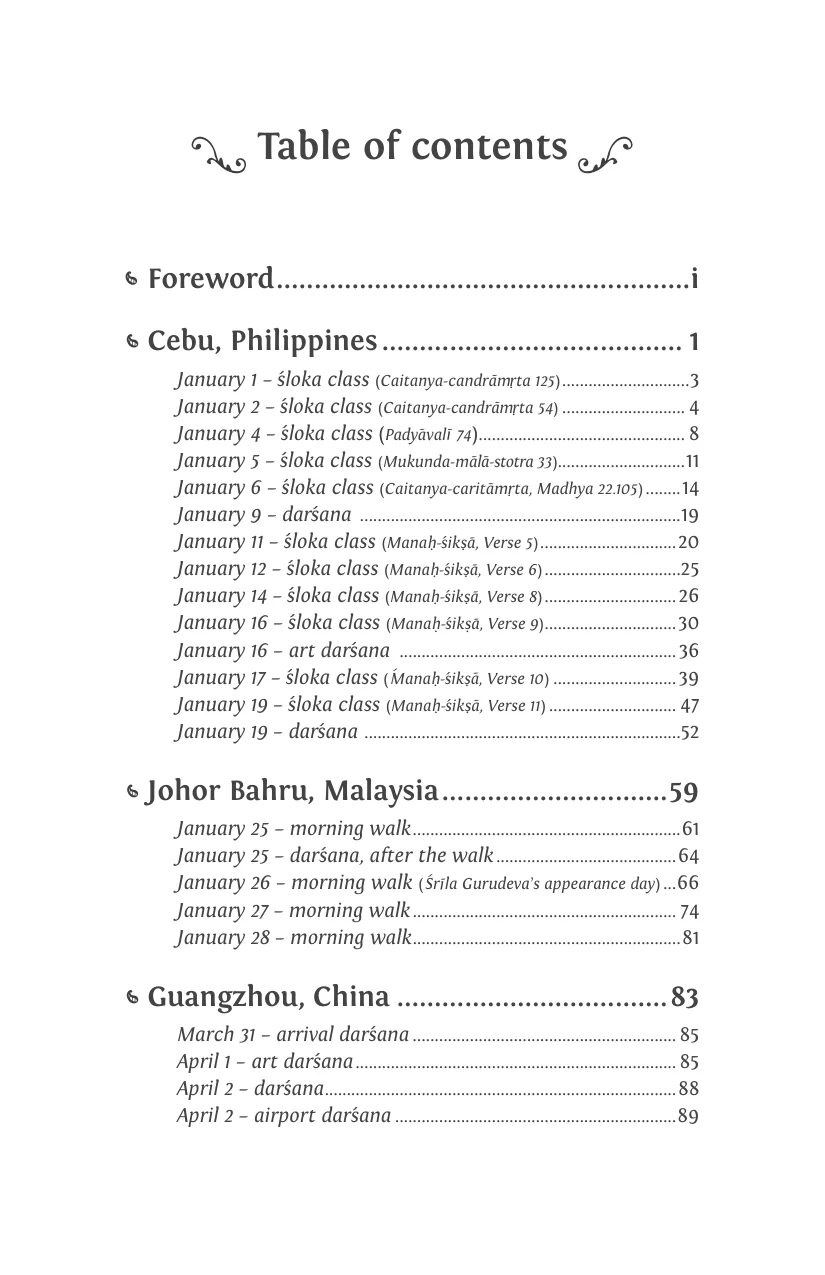 Table of contents
Foreword......................................................i
Cebu, Philippines....................................... 1
January 1 – śloka class (Caitanya-candrāmṛta 125).............................3
January 2 – śloka class (Caitanya-candrāmṛta 54) ............................ 4
January 4 – śloka class (Padyāvalī 74)............................................... 8
January 5 – śloka class (Mukunda-mālā-stotra 33).............................11
January 6 – śloka class (Caitanya-caritāmṛta, Madhya 22.105)........14
January 9 – darśana ..........................................................................19
January 11 – śloka class (Manaḥ-śikṣā, Verse 5)...............................20
January 12 – śloka class (Manaḥ-śikṣā, Verse 6)...............................25
January 14 – śloka class (Manaḥ-śikṣā, Verse 8).............................. 26
January 16 – śloka class (Manaḥ-śikṣā, Verse 9)...............................30
January 16 – art darśana ................................................................36
January 17 – śloka class (Ḿanaḥ-śikṣā, Verse 10) ............................39
January 19 – śloka class (Manaḥ-śikṣā, Verse 11)............................. 47
January 19 – darśana .........................................................................52
Johor Bahru, Malaysia.............................59
January 25 – morning walk..............................................................61
January 25 – darśana, after the walk.......................................... 64
January 26 – morning walk (Śrīla Gurudeva’s appearance day)...66
January 27 – morning walk............................................................. 74
January 28 – morning walk..............................................................81
Guangzhou, China ...................................83
March 31 – arrival darśana............................................................. 85
April 1 – art darśana.......................................................................... 85
April 2 – darśana................................................................................. 88
April 2 – airport darśana .................................................................89